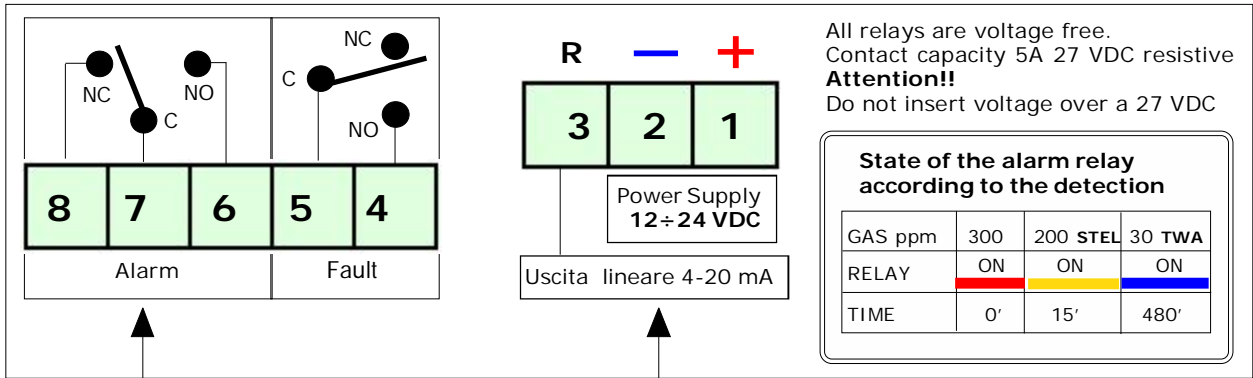 NC
NO
C
NC
C
NO
8 7 6 5 4
Alarm
Fault
R — +
3 2 1
Power Supply
12÷24 VDC
Uscita lineare 4-20 mA
All relays are voltage free.
Contact capacity 5A 27 VDC resistive
Attention!!
Do not insert voltage over a 27 VDC
State of the alarm relay
according to the detection
GAS ppm 300 200 STEL 30 TWA
RELAY ON ON ON
TIME 0' 15' 480'